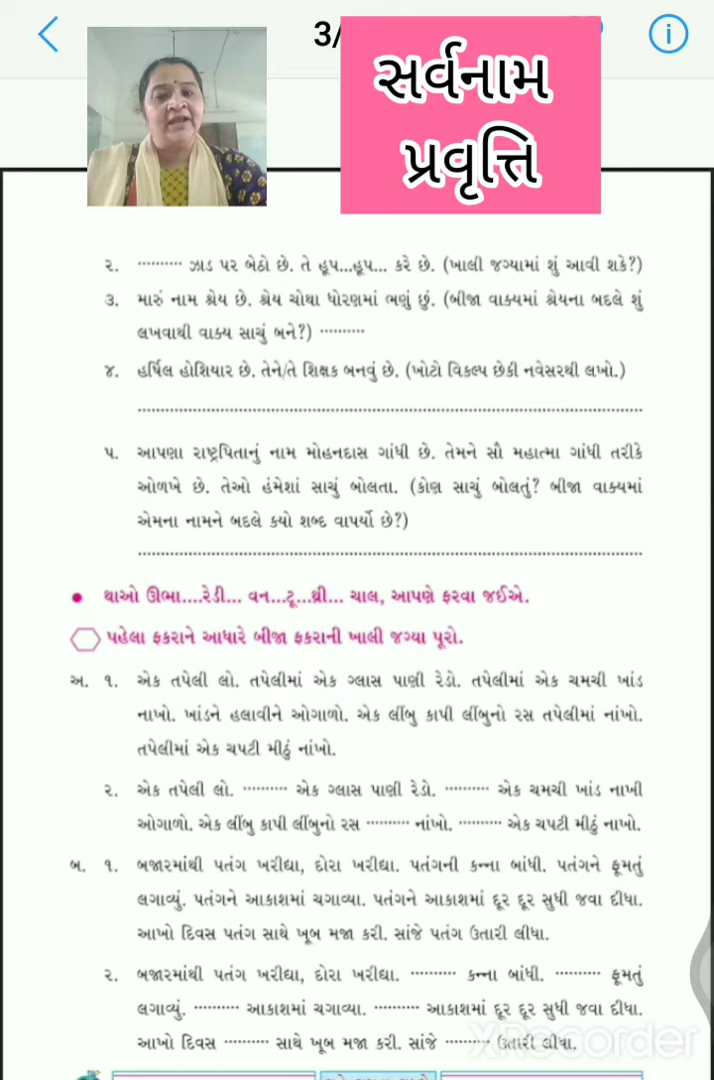 3/
સર્વનામ
પ્રવૃત્તિ
૨. ·········· ઝાડ પર બેઠો છે. તે હૂપ...હૂપ... કરે છે. (ખાલી જગ્યામાં શું આવી શકે?)
૩. મારું નામ શ્રેય છે. શ્રેય ચોથા ધોરણમાં ભણું છું. (બીજા વાક્યમાં શ્રેયના બદલે શું
લખવાથી વાક્ય સાચું બને?) ··········
૪. હર્ષિલ હોશિયાર છે. તેને/તે શિક્ષક બનવું છે. (ખોટો વિકલ્પ છેકી નવેસરથી લખો.)
૫. આપણા રાષ્ટ્રપિતાનું નામ મોહનદાસ ગાંધી છે. તેમને સૌ મહાત્મા ગાંધી તરીકે
ઓળખે છે. તેઓ હંમેશાં સાચું બોલતા. (કોણ સાચું બોલતું? બીજા વાક્યમાં
એમના નામને બદલે કયો શબ્દ વાપર્યો છે?)
• થાઓ ઊભા....રેડી... વન...ટૂ...થ્રી... ચાલ, આપણે ફરવા જઈએ.
પહેલા ફકરાને આધારે બીજા ફકરાની ખાલી જગ્યા પૂરો.
અ. ૧. એક તપેલી લો. તપેલીમાં એક ગ્લાસ પાણી રેડો. તપેલીમાં એક ચમચી ખાંડ
નાખો. ખાંડને હલાવીને ઓગાળો. એક લીંબુ કાપી લીંબુનો રસ તપેલીમાં નાંખો.
તપેલીમાં એક ચપટી મીઠું નાંખો.
૨. એક તપેલી લો. ·········· એક ગ્લાસ પાણી રેડો. ·········· એક ચમચી ખાંડ નાખી
ઓગાળો. એક લીંબુ કાપી લીંબુનો રસ ·········· નાંખો. ·········· એક ચપટી મીઠું નાખો.
બ. ૧. બજારમાંથી પતંગ ખરીદ્યા, દોરા ખરીદ્યા. પતંગની કન્ના બાંધી. પતંગને ફૂમતું
લગાવ્યું. પતંગને આકાશમાં ચગાવ્યા. પતંગને આકાશમાં દૂર દૂર સુધી જવા દીધા.
આખો દિવસ પતંગ સાથે ખૂબ મજા કરી. સાંજે પતંગ ઉતારી લીધા.
૨. બજારમાંથી પતંગ ખરીદ્યા, દોરા ખરીદ્યા. ·········· કન્ના બાંધી. ·········· ફૂમતું
લગાવ્યું. ·········· આકાશમાં ચગાવ્યા. ·········· આકાશમાં દૂર દૂર સુધી જવા દીધા.
આખો દિવસ ·········· સાથે ખૂબ મજા કરી. સાંજે ·········· ઉતારી લીધા.
XRecorder